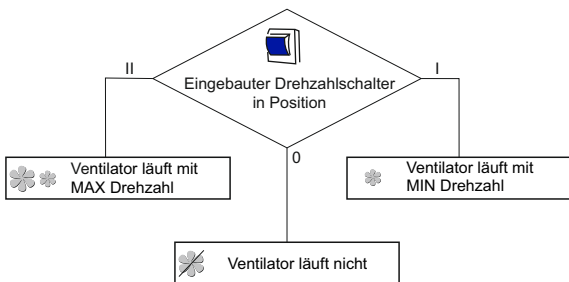 II
I
Eingebauter Drehzahlschalter
in Position
0
Ventilator läuft mit
MAX Drehzahl
Ventilator läuft mit
MIN Drehzahl
Ventilator läuft nicht